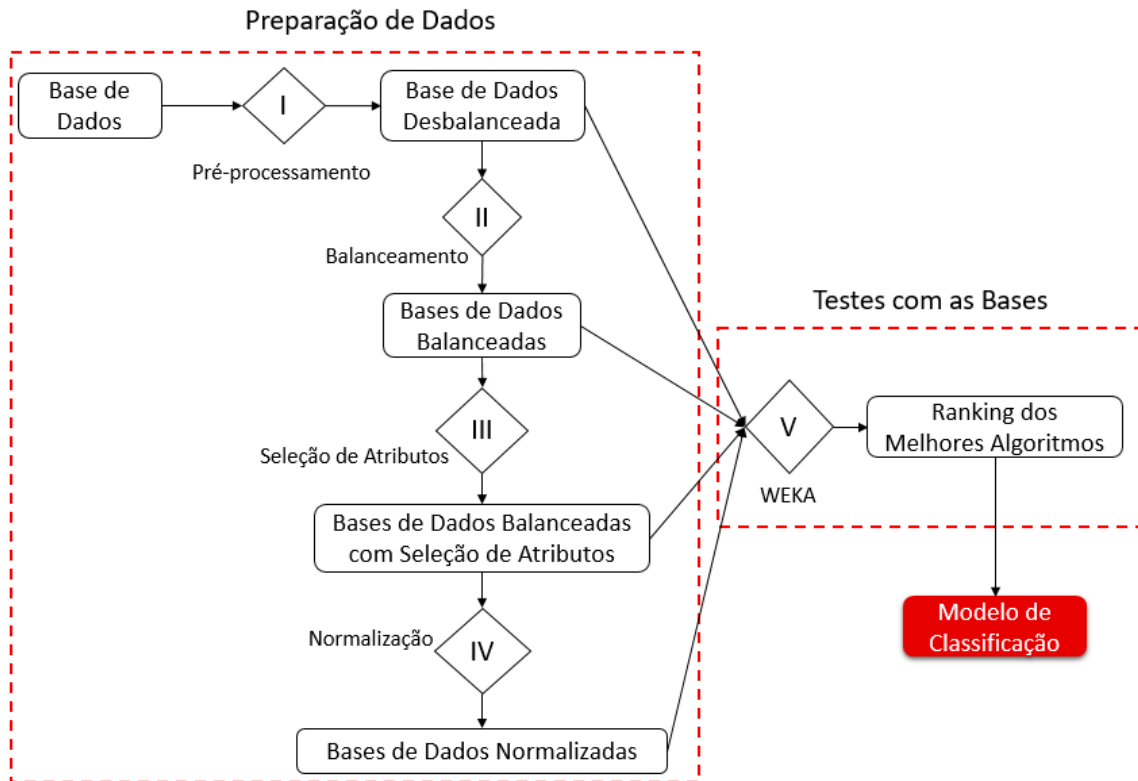 Preparação de Dados
Base de
Dados
I
Pré-processamento
Base de Dados
Desbalanceada
II
Balanceamento
Bases de Dados
Balanceadas
III
Seleção de Atributos
Bases de Dados Balanceadas
com Seleção de Atributos
Normalização
IV
Bases de Dados Normalizadas
Testes com as Bases
V
WEKA
Ranking dos
Melhores Algoritmos
Modelo de
Classificação